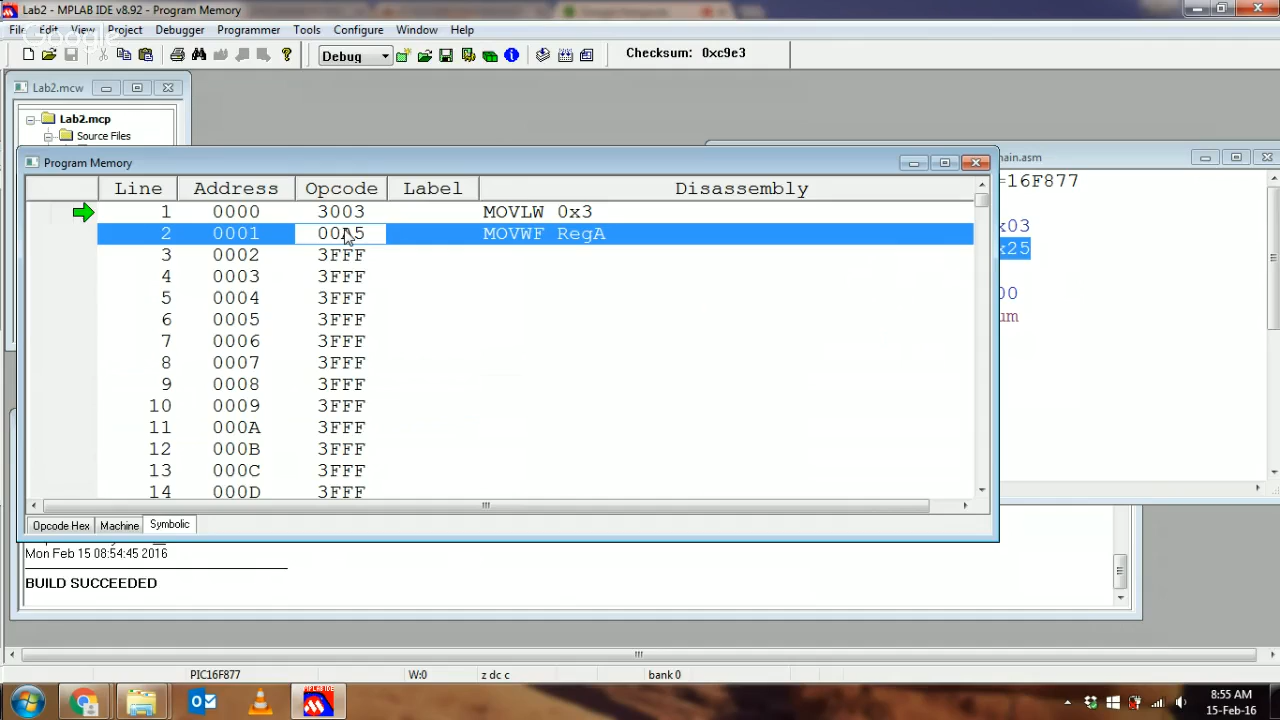 Lab2 - MPLAB IDE v8.92 - Program Memory
File Edit View Project Debugger Programmer Tools Configure Window Help
Google
Debug
Checksum: 0xc9e3
Lab2.mcw
Lab2.mcp
Source Files
Program Memory
Line Address Opcode Label Disassembly
1 0000 3003 MOVLW 0x3
2 0001 MOVWF RegA
3 0002 3FFF
4 0003 3FFF
5 0004 3FFF
6 0005 3FFF
7 0006 3FFF
8 0007 3FFF
9 0008 3FFF
10 0009 3FFF
11 000A 3FFF
12 000B 3FFF
13 000C 3FFF
14 000D 3FFF
Opcode Hex Machine Symbolic
ain.asm
=16F877
x03
x25
00
um
Mon Feb 15 08:54:45 2016
BUILD SUCCEEDED
PIC16F877 W:0 z dc c bank 0
MPLAB IDE
8:55 AM
15-Feb-16